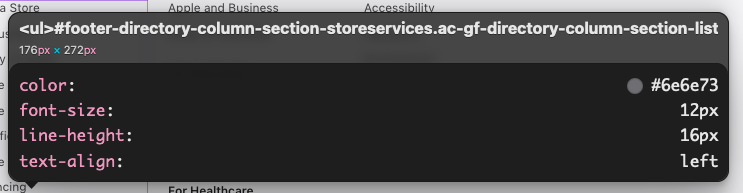 a Store
Apple and Business
Accessibility
<ul>#footer-directory-column-section-storeservices.ac-gf-directory-column-section-list
176px × 272px
color: #6e6e73
font-size: 12px
line-height: 16px
text-align: left
ncing
For Healthcare